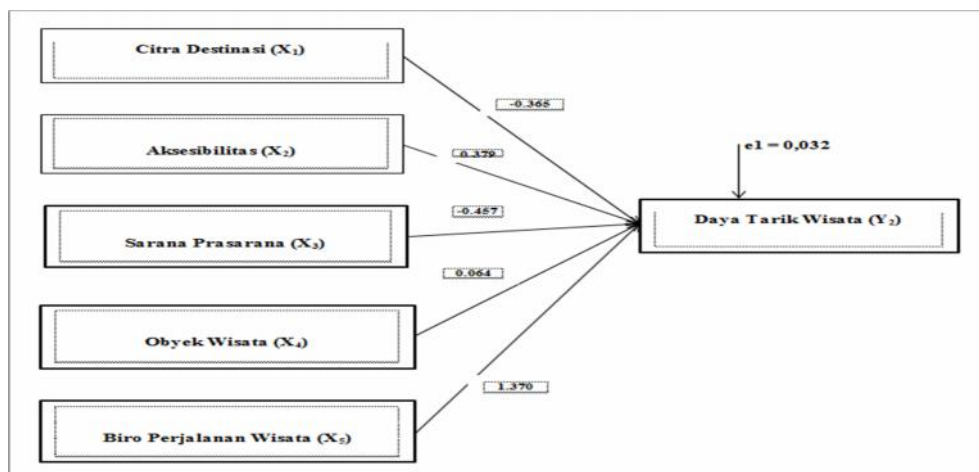 Citra Destinasi (X₁)
-0.365
Aksesibilitas (X₂)
0.379
e1 = 0,032
Sarana Prasarana (X₃)
-0.457
Daya Tarik Wisata (Y₂)
0.064
Obyek Wisata (X₄)
1.370
Biro Perjalanan Wisata (X₅)